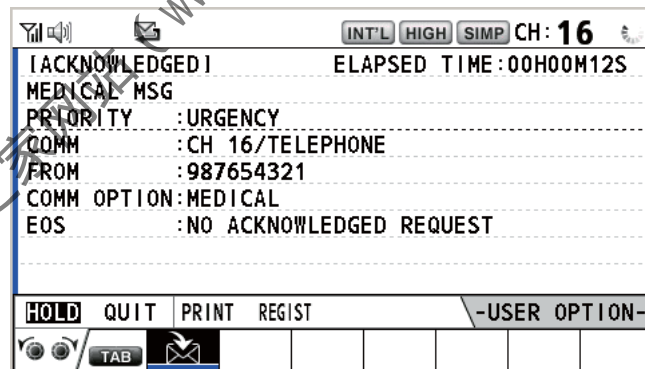 INT'L HIGH SIMP CH: 16
[ACKNOWLEDGED] ELAPSED TIME:00H00M12S
MEDICAL MSG
PRIORITY :URGENCY
COMM :CH 16/TELEPHONE
FROM :987654321
COMM OPTION:MEDICAL
EOS :NO ACKNOWLEDGED REQUEST
HOLD QUIT PRINT REGIST -USER OPTION-
TAB